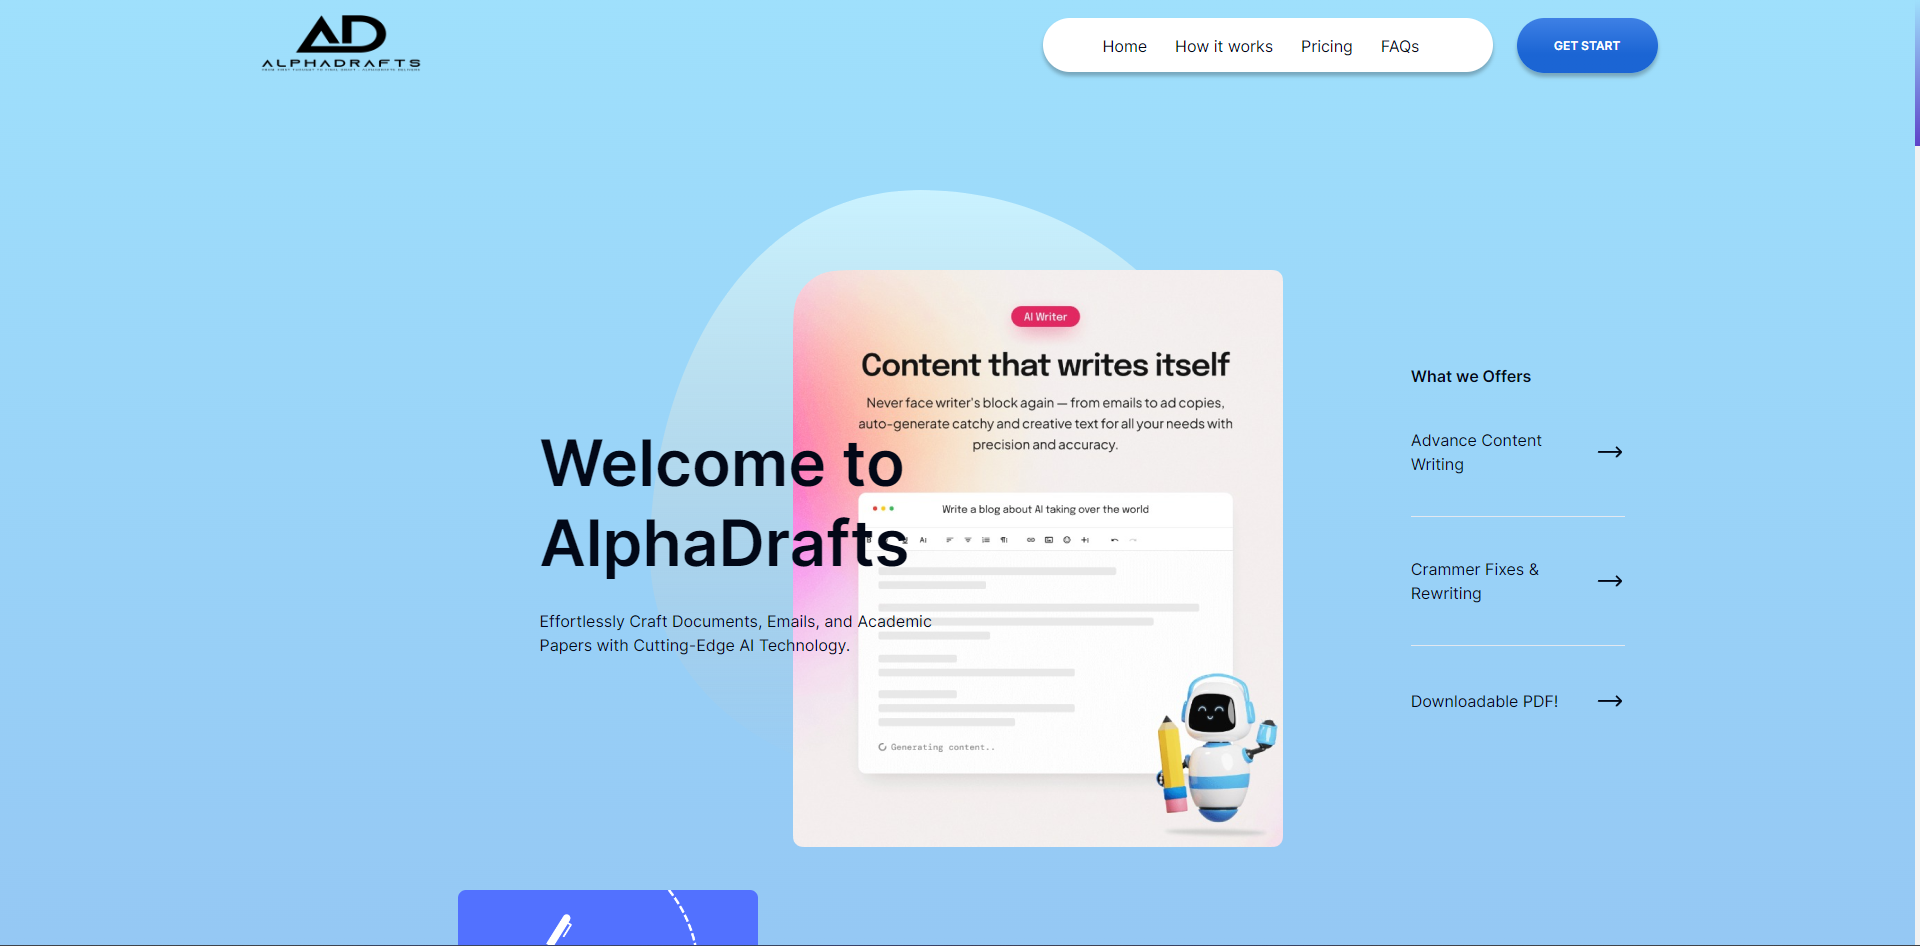 AD
ALPHADRAFTS
Home How it works Pricing FAQs
GET START
AI Writer
Content that writes itself
Never face writer's block again — from emails to ad copies,
auto-generate catchy and creative text for all your needs with
precision and accuracy.
Welcome to
AlphaDrafts
Effortlessly Craft Documents, Emails, and Academic
Papers with Cutting-Edge AI Technology.
Write a blog about AI taking over the world
Generating content..
What we Offers
Advance Content
Writing
Crammer Fixes &
Rewriting
Downloadable PDF!